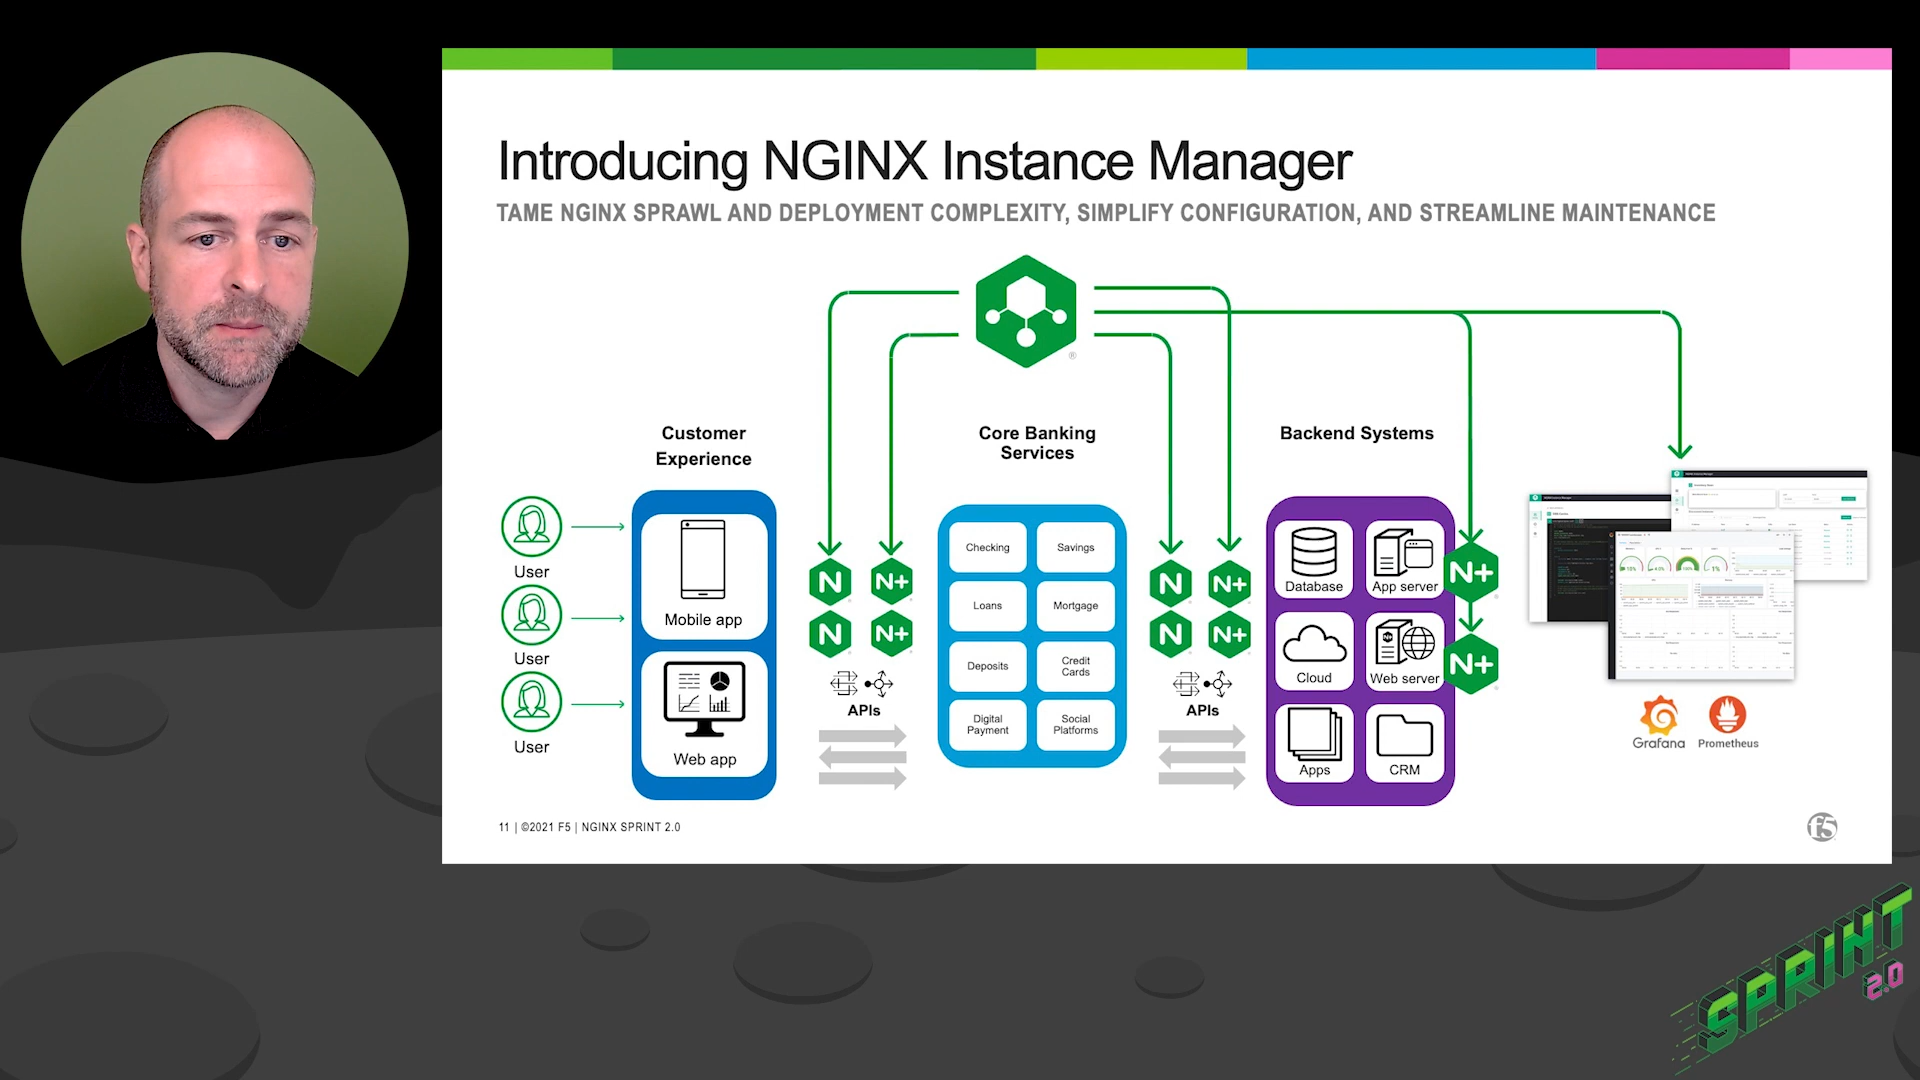 Introducing NGINX Instance Manager
TAME NGINX SPRAWL AND DEPLOYMENT COMPLEXITY, SIMPLIFY CONFIGURATION, AND STREAMLINE MAINTENANCE
®
Customer
Experience
Core Banking
Services
Backend Systems
User
User
User
Mobile app
Web app
N
N+
N
N+
APIs
Checking
Savings
Loans
Mortgage
Deposits
Credit
Cards
Digital
Payment
Social
Platforms
N
N+
N
N+
APIs
Database
App server
Cloud
Web server
Apps
CRM
N+
N+
Grafana
Prometheus
11 | ©2021 F5 | NGINX SPRINT 2.0
f5
SPRINT
2.0